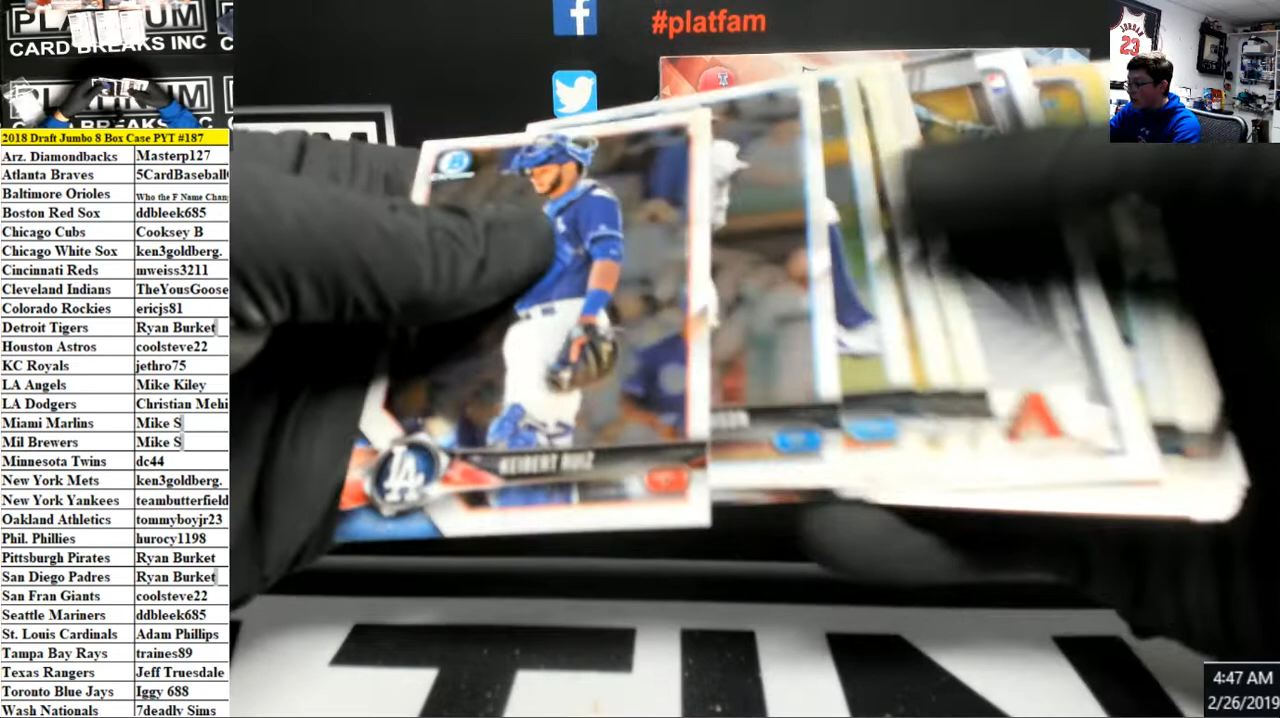 PLATINUM
CARD BREAKS INC
#platfam
JORDAN
23
2018 Draft Jumbo 8 Box Case PYT #187
Arz. Diamondbacks Masterp127
Atlanta Braves 5CardBaseball
Baltimore Orioles Who the F Name Chan
Boston Red Sox ddbleek685
Chicago Cubs Cooksey B
Chicago White Sox ken3goldberg.
Cincinnati Reds mweiss3211
Cleveland Indians TheYousGoose
Colorado Rockies ericjs81
Detroit Tigers Ryan Burket
Houston Astros coolsteve22
KC Royals jethro75
LA Angels Mike Kiley
LA Dodgers Christian Mehi
Miami Marlins Mike S
Mil Brewers Mike S
Minnesota Twins dc44
New York Mets ken3goldberg.
New York Yankees teambutterfield
Oakland Athletics tommyboyjr23
Phil. Phillies hurocy1198
Pittsburgh Pirates Ryan Burket
San Diego Padres Ryan Burket
San Fran Giants coolsteve22
Seattle Mariners ddbleek685
St. Louis Cardinals Adam Phillips
Tampa Bay Rays traines89
Texas Rangers Jeff Truesdale
Toronto Blue Jays Iggy 688
Wash Nationals 7deadly Sims
B
LA
KEIBERT RUIZ
A
TIN
4:47 AM
2/26/2019